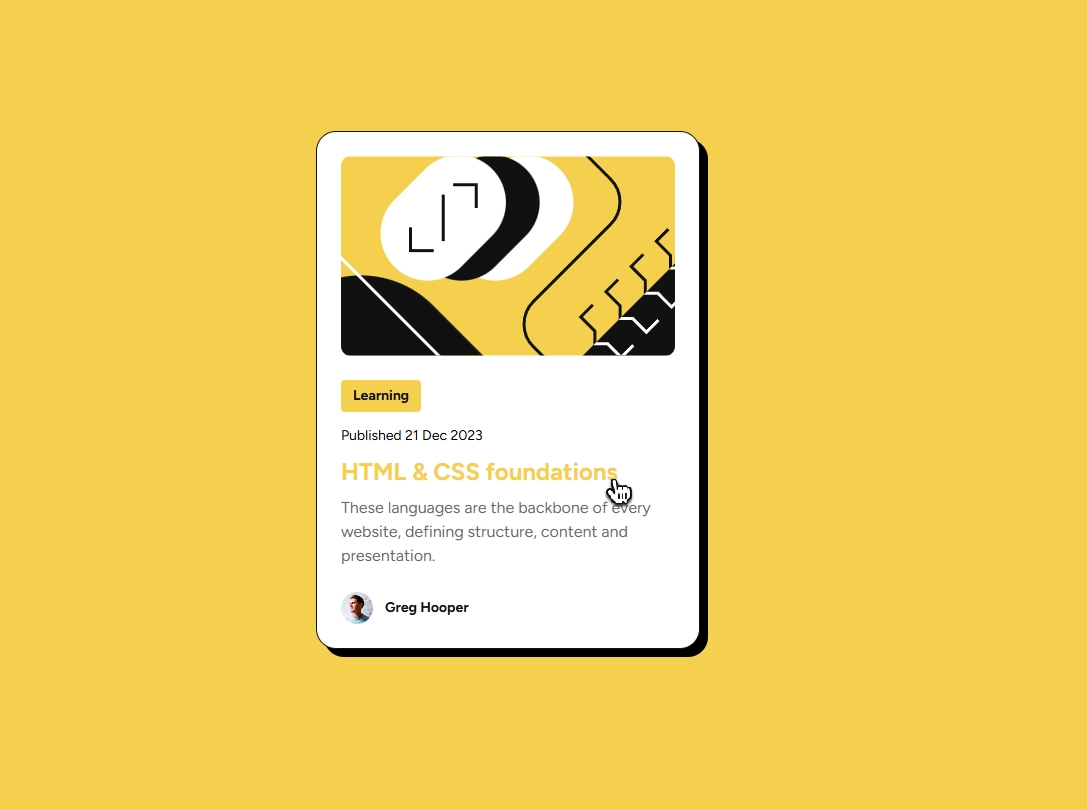 Learning
Published 21 Dec 2023
HTML & CSS foundations
These languages are the backbone of every
website, defining structure, content and
presentation.
Greg Hooper